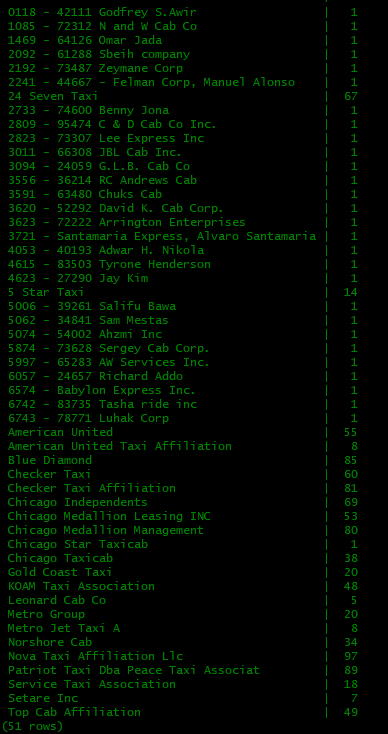 0118 - 42111 Godfrey S.Awir | 1
1085 - 72312 N and W Cab Co | 1
1469 - 64126 Omar Jada | 1
2092 - 61288 Sbeih company | 1
2192 - 73487 Zeymane Corp | 1
2241 - 44667 - Felman Corp, Manuel Alonso | 1
24 Seven Taxi | 67
2733 - 74600 Benny Jona | 1
2809 - 95474 C & D Cab Co Inc. | 1
2823 - 73307 Lee Express Inc | 1
3011 - 66308 JBL Cab Inc. | 1
3094 - 24059 G.L.B. Cab Co | 1
3556 - 36214 RC Andrews Cab | 1
3591 - 63480 Chuks Cab | 1
3620 - 52292 David K. Cab Corp. | 1
3623 - 72222 Arrington Enterprises | 1
3721 - Santamaria Express, Alvaro Santamaria | 1
4053 - 40193 Adwar H. Nikola | 1
4615 - 83503 Tyrone Henderson | 1
4623 - 27290 Jay Kim | 1
5 Star Taxi | 14
5006 - 39261 Salifu Bawa | 1
5062 - 34841 Sam Mestas | 1
5074 - 54002 Ahzmi Inc | 1
5874 - 73628 Sergey Cab Corp. | 1
5997 - 65283 AW Services Inc. | 1
6057 - 24657 Richard Addo | 1
6574 - Babylon Express Inc. | 1
6742 - 83735 Tasha ride inc | 1
6743 - 78771 Luhak Corp | 1
American United | 55
American United Taxi Affiliation | 8
Blue Diamond | 85
Checker Taxi | 60
Checker Taxi Affiliation | 81
Chicago Independents | 69
Chicago Medallion Leasing INC | 53
Chicago Medallion Management | 80
Chicago Star Taxicab | 1
Chicago Taxicab | 38
Gold Coast Taxi | 20
KOAM Taxi Association | 48
Leonard Cab Co | 5
Metro Group | 20
Metro Jet Taxi A | 8
Norshore Cab | 34
Nova Taxi Affiliation Llc | 97
Patriot Taxi Dba Peace Taxi Associat | 89
Service Taxi Association | 18
Setare Inc | 7
Top Cab Affiliation | 49
(51 rows)